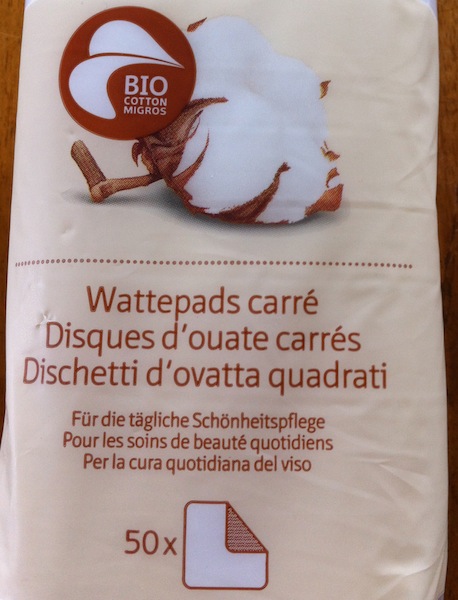 BIO
COTTON
MIGROS
Wattepads carré
Disques d'ouate carrés
Dischetti d'ovatta quadrati
Für die tägliche Schönheitspflege
Pour les soins de beauté quotidiens
Per la cura quotidiana del viso
50x